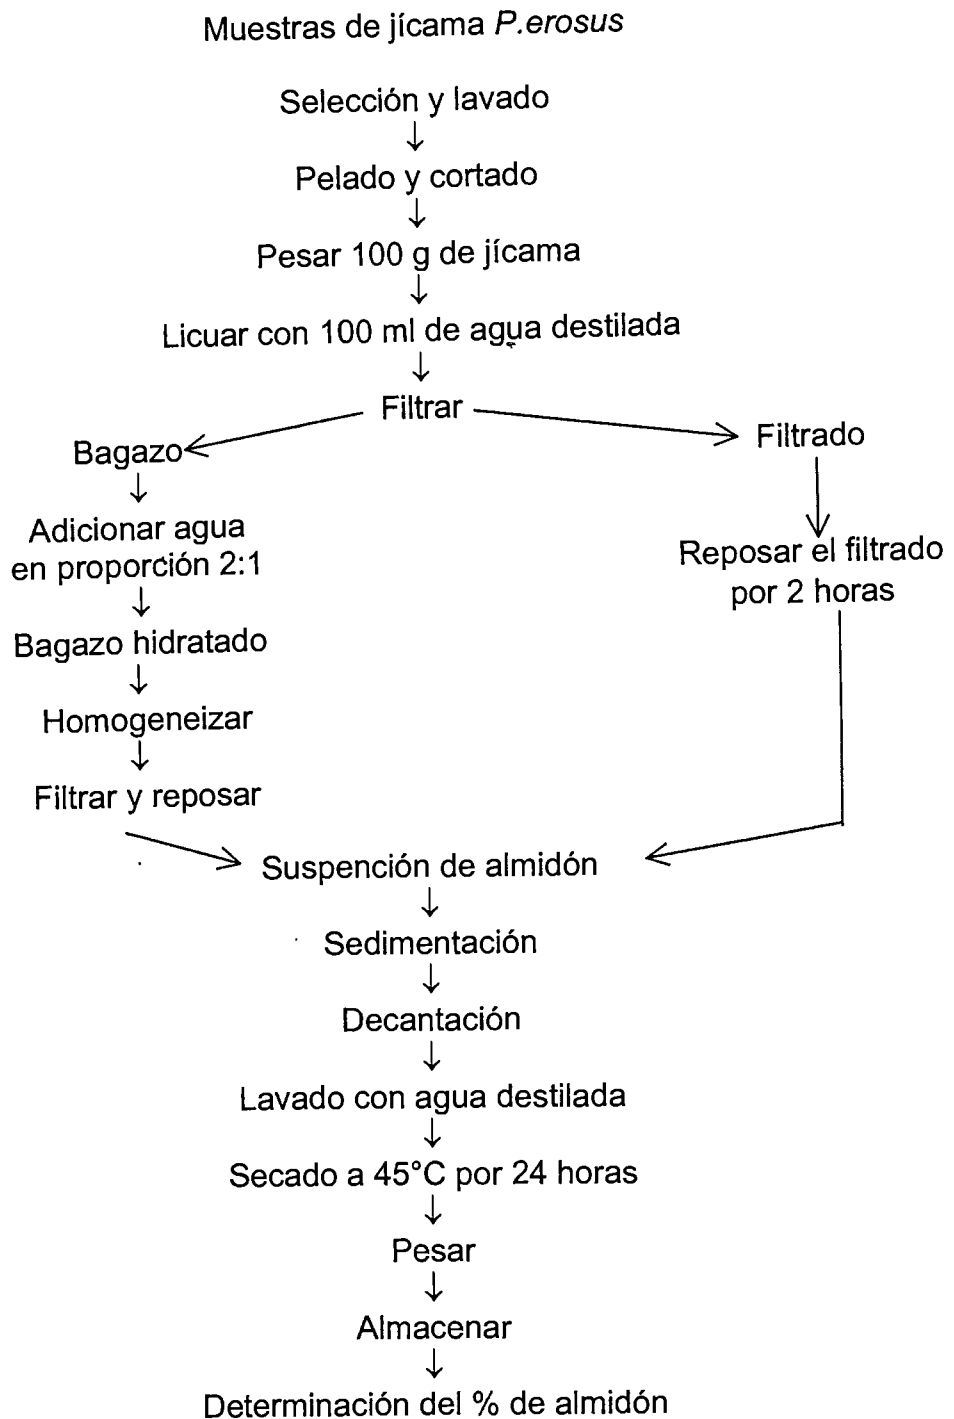 Muestras de jícama P.erosus
Selección y lavado
↓
Pelado y cortado
↓
Pesar 100 g de jícama
↓
Licuar con 100 ml de agua destilada
↓
Filtrar
Bagazo
↓
Adicionar agua
en proporción 2:1
↓
Bagazo hidratado
↓
Homogeneizar
↓
Filtrar y reposar
Filtrado
Reposar el filtrado
por 2 horas
Suspención de almidón
↓
Sedimentación
↓
Decantación
↓
Lavado con agua destilada
↓
Secado a 45°C por 24 horas
↓
Pesar
↓
Almacenar
↓
Determinación del % de almidón